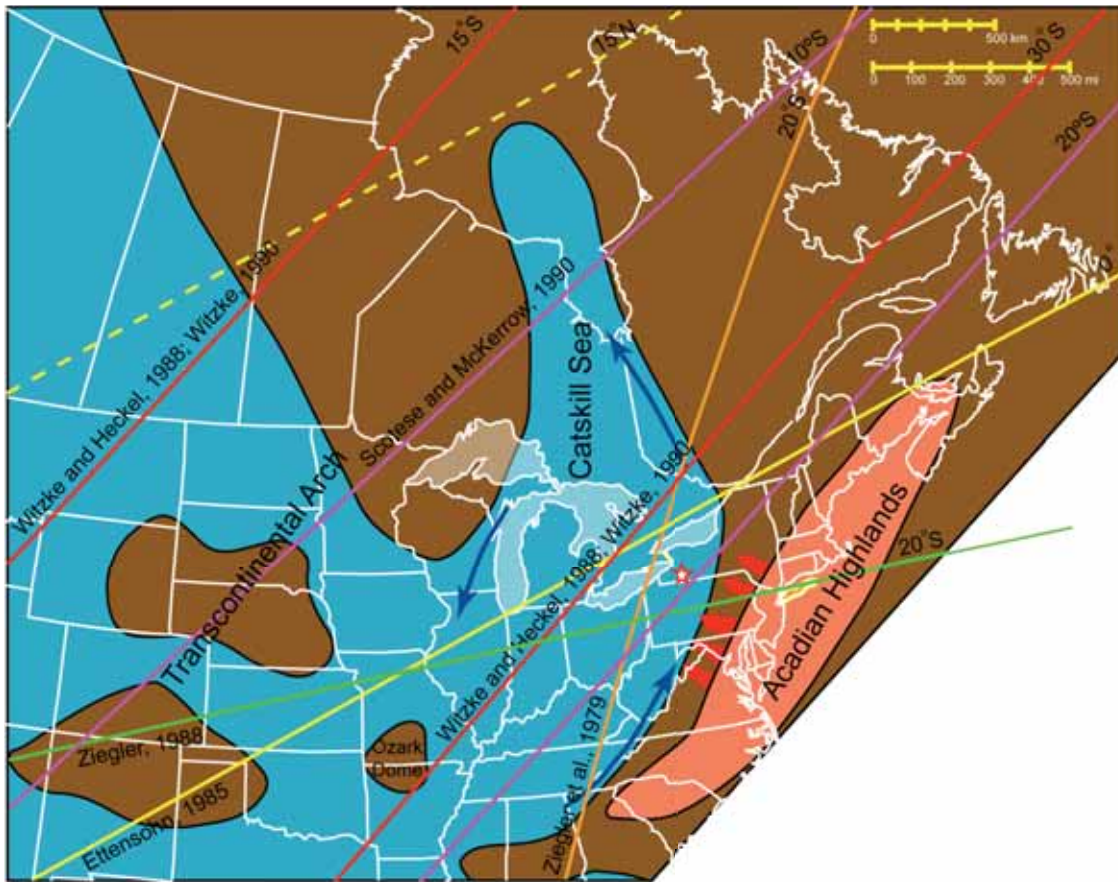 15°S
15°N
10°S
20°S
30°S
20°S
0
500 km
0 100 200 300 400 500 mi
0°
Witzke and Heckel, 1988; Witzke, 1990
Scotese and McKerrow, 1990
Catskill Sea
Transcontinental Arch
Witzke and Heckel, 1988; Witzke, 1990
Acadian Highlands
20°S
Ziegler, 1988
Ettensohn, 1985
Ozark
Dome
Ziegler et al., 1979